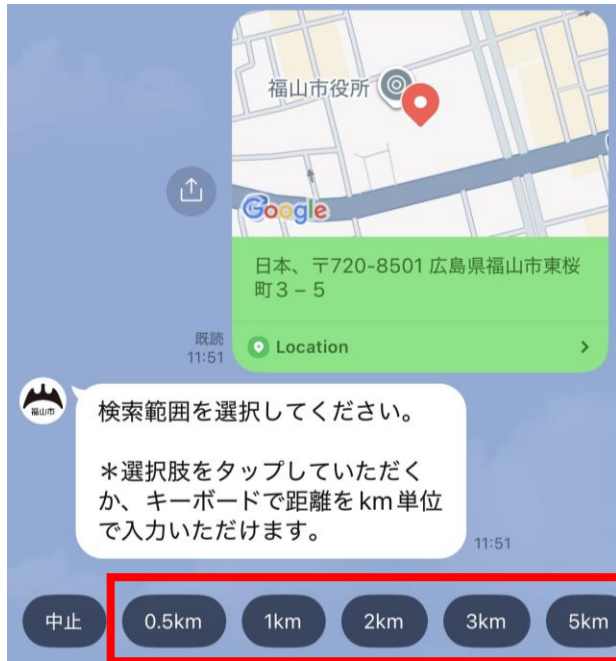 福山市役所
Google
日本、〒720-8501 広島県福山市東桜
町3－5
既読
11:51
Location
福山市
検索範囲を選択してください。
＊選択肢をタップしていただく
か、キーボードで距離をkm単位
で入力いただけます。
11:51
中止 0.5km 1km 2km 3km 5km